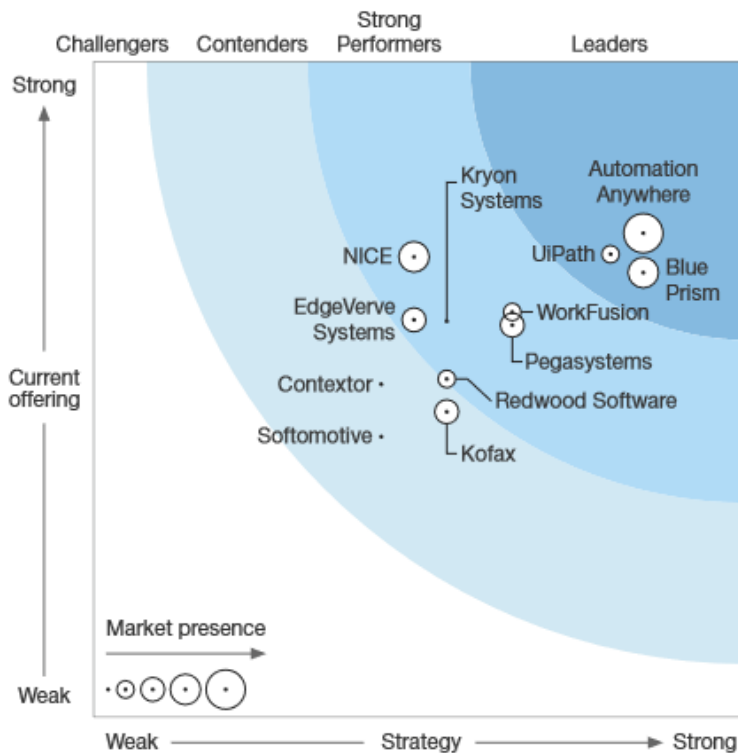 Strong
Challengers Contenders Performers Leaders
Strong
Kryon
Systems
Automation
Anywhere
NICE
UiPath
Blue
Prism
EdgeVerve
Systems
WorkFusion
Pegasystems
Current
offering
Contextor
Redwood Software
Softomotive
Kofax
Market presence
Weak
Weak Strategy Strong